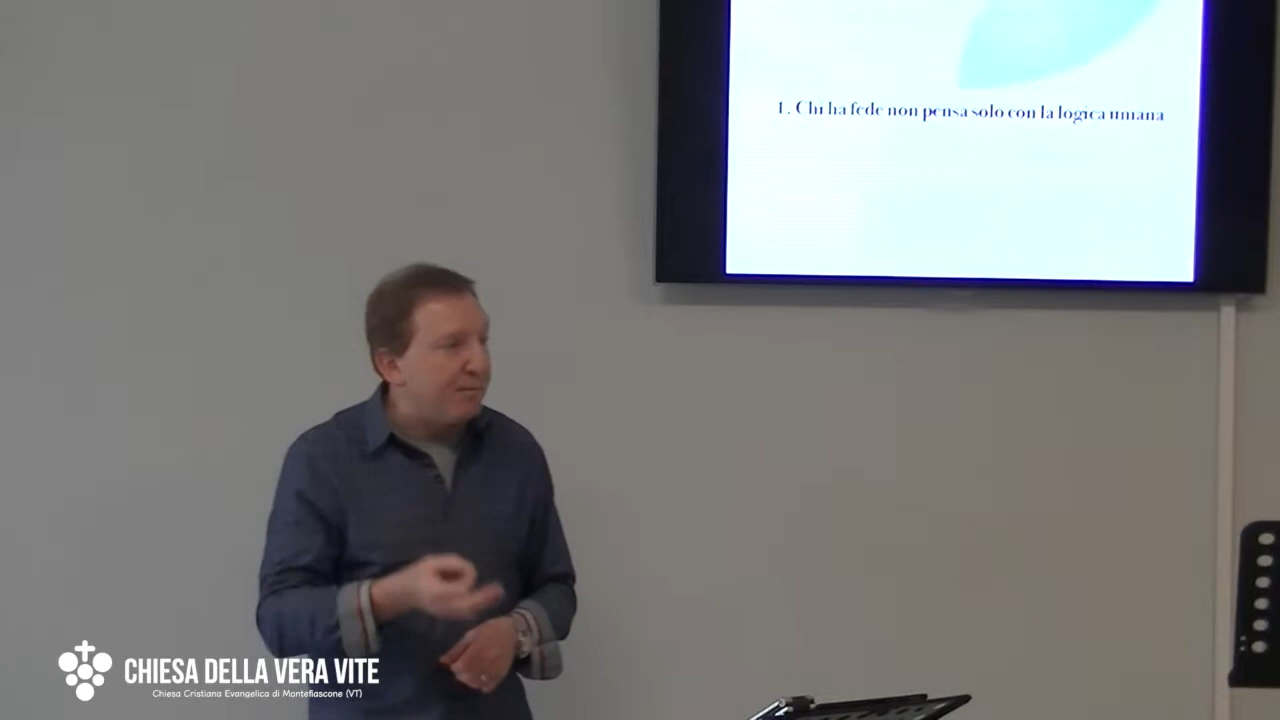 1. Chi ha fede non pensa solo con la logica umana
CHIESA DELLA VERA VITE
Chiesa Cristiana Evangelica di Montefiascone (VT)